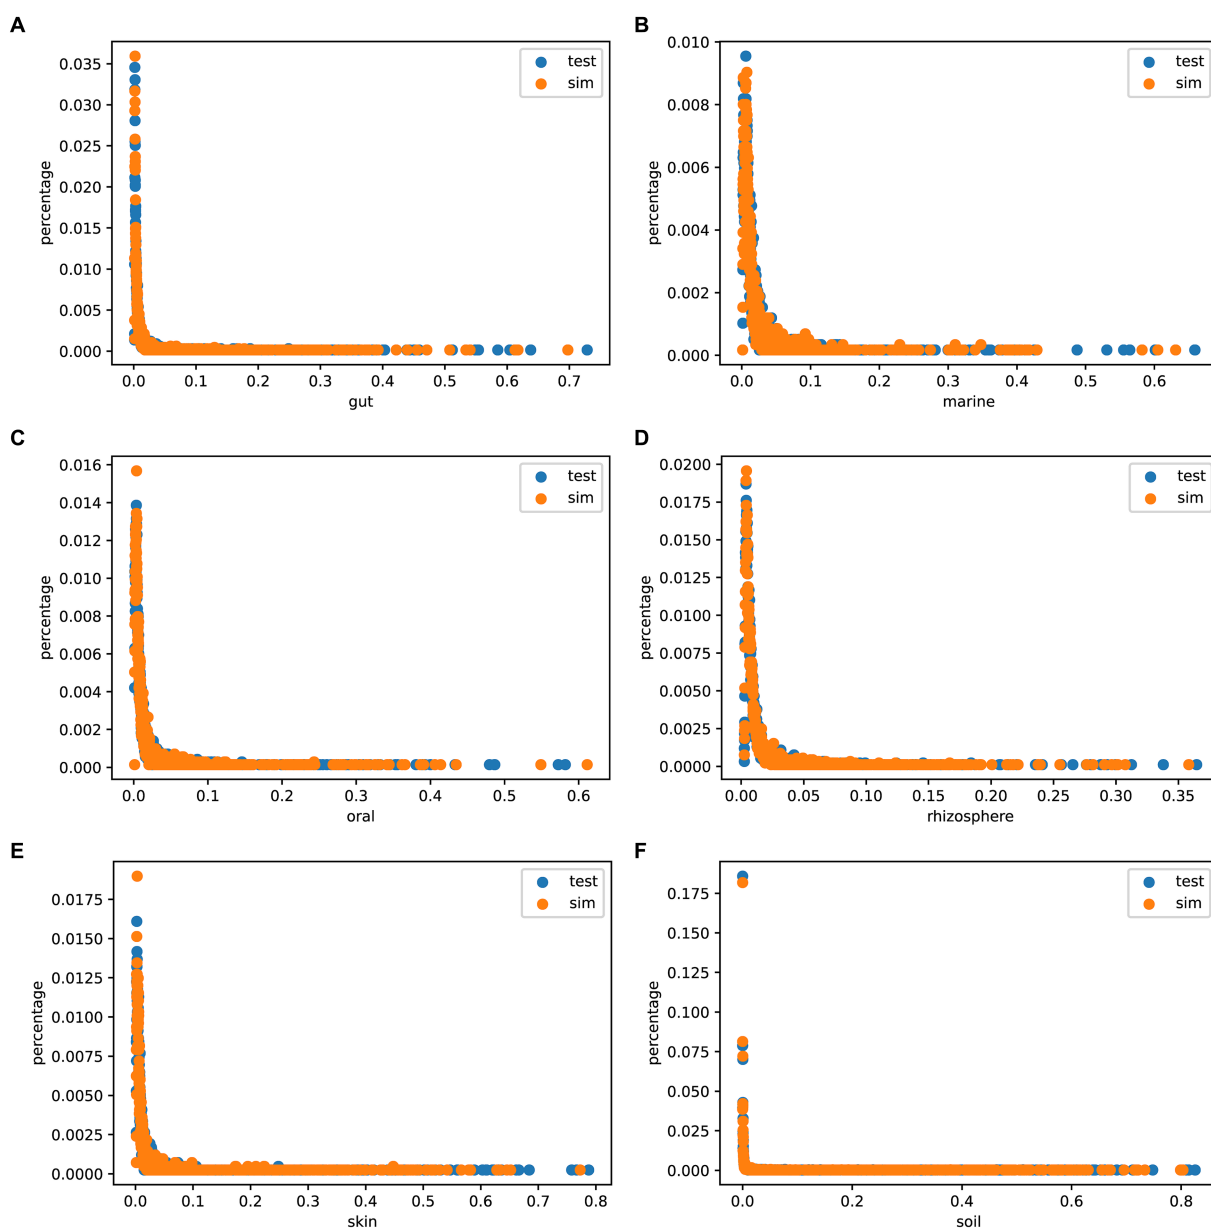 A
percentage
0.035
0.030
0.025
0.020
0.015
0.010
0.005
0.000
0.0 0.1 0.2 0.3 0.4 0.5 0.6 0.7
gut
test
sim
B
percentage
0.010
0.008
0.006
0.004
0.002
0.000
0.0 0.1 0.2 0.3 0.4 0.5 0.6
marine
test
sim
C
percentage
0.016
0.014
0.012
0.010
0.008
0.006
0.004
0.002
0.000
0.0 0.1 0.2 0.3 0.4 0.5 0.6
oral
test
sim
D
percentage
0.0200
0.0175
0.0150
0.0125
0.0100
0.0075
0.0050
0.0025
0.0000
0.00 0.05 0.10 0.15 0.20 0.25 0.30 0.35
rhizosphere
test
sim
E
percentage
0.0175
0.0150
0.0125
0.0100
0.0075
0.0050
0.0025
0.0000
0.0 0.1 0.2 0.3 0.4 0.5 0.6 0.7 0.8
skin
test
sim
F
percentage
0.175
0.150
0.125
0.100
0.075
0.050
0.025
0.000
0.0 0.2 0.4 0.6 0.8
soil
test
sim